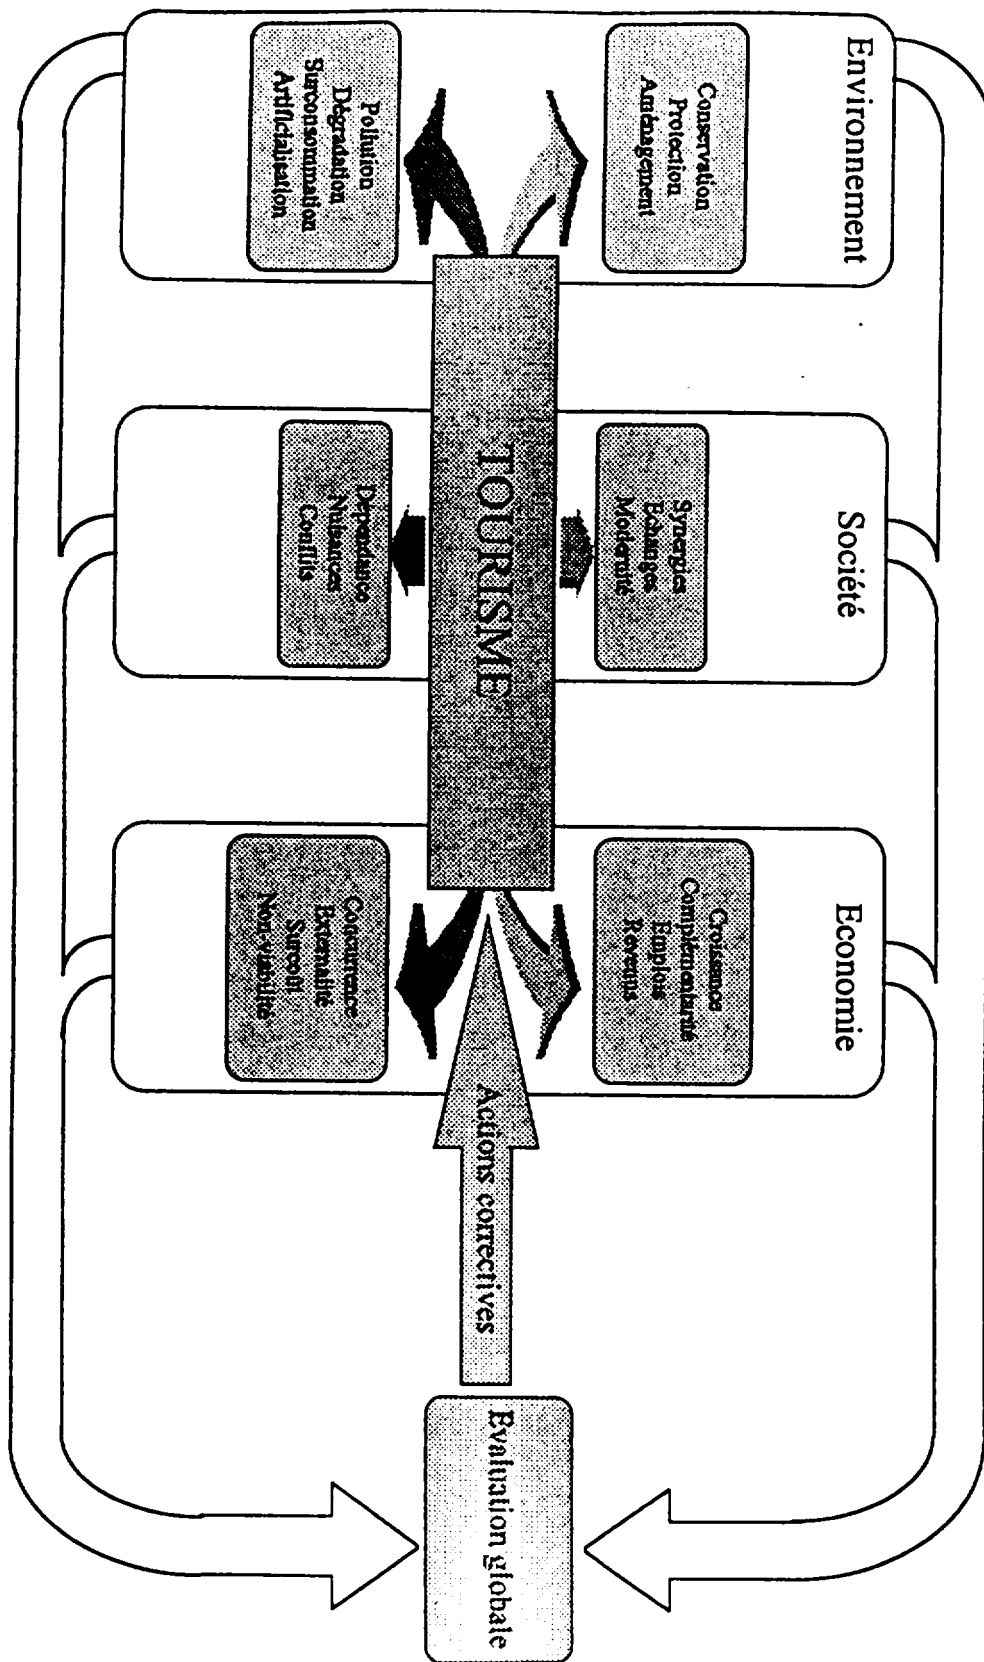 Environnement
Conservation
Protection
Aménagement
Pollution
Dégradation
Surconsommation
Artificialisation
Société
Synergies
Echanges
Modernité
TOURISME
Dépendance
Nuisances
Conflits
Economie
Croissance
Complémentarité
Emplois
Revenus
Concurrence
Externalité
Surcoût
Non-viabilité
Actions correctives
Evaluation globale